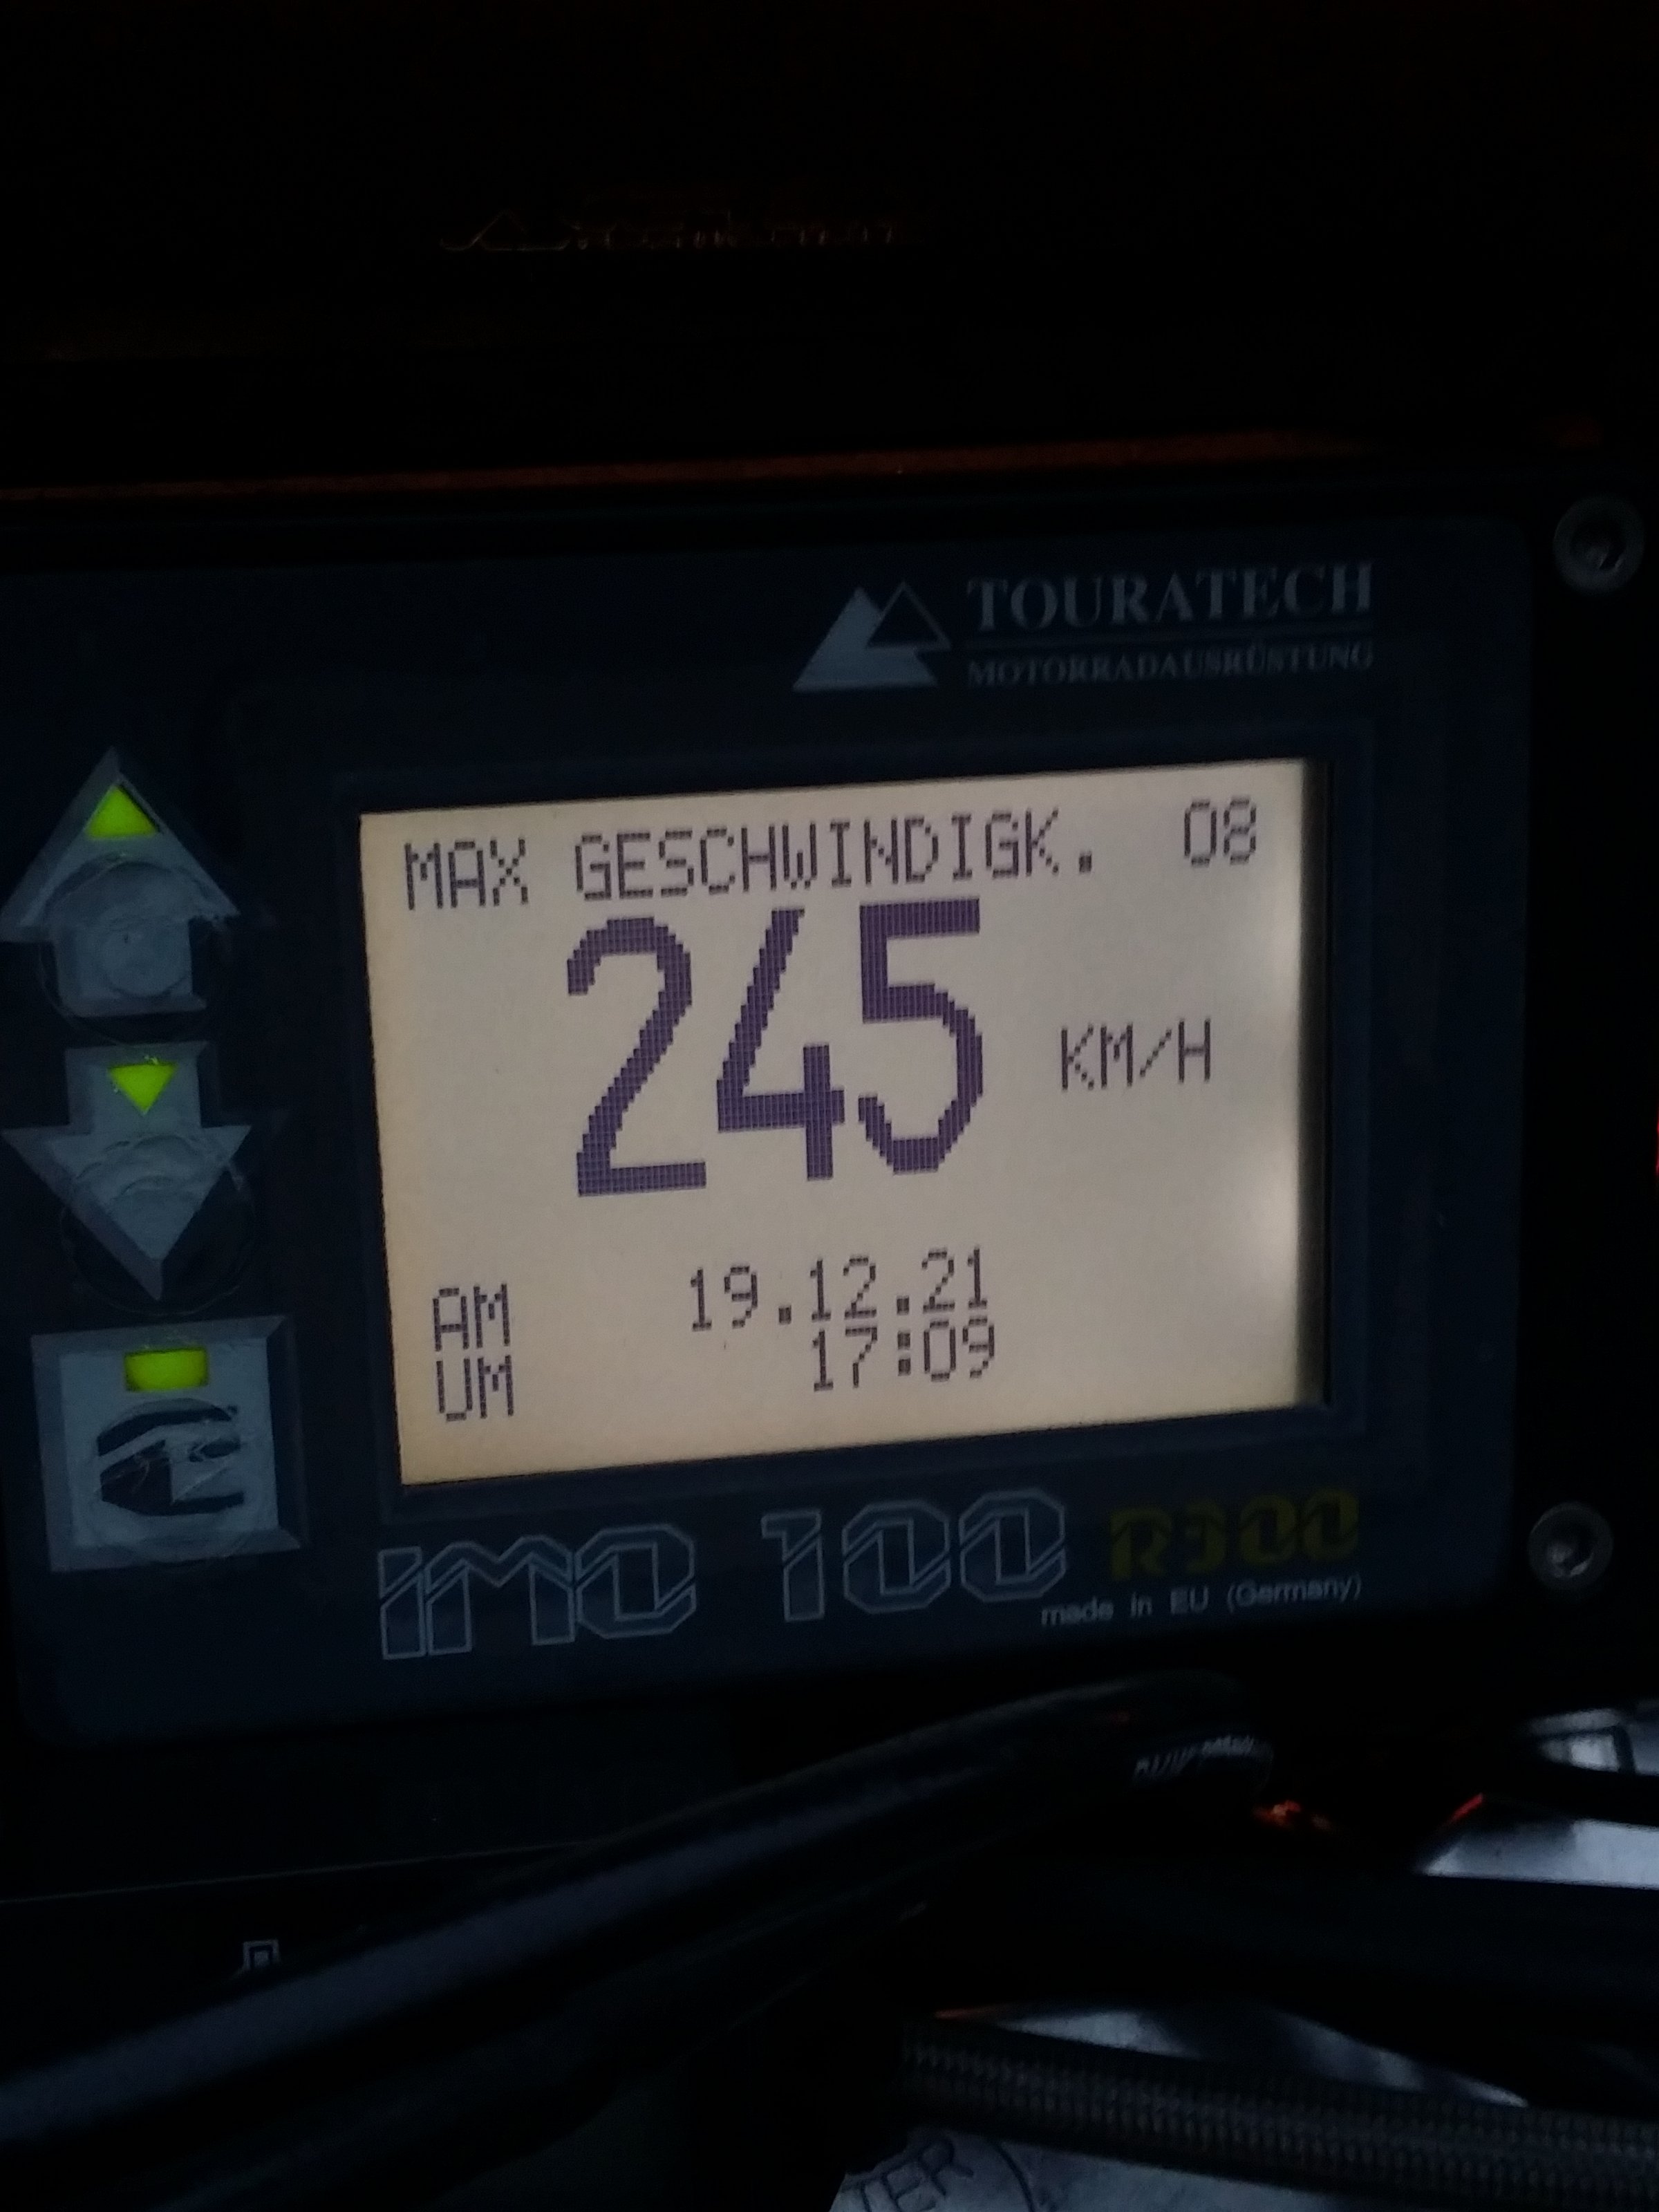 TOURATECH
MOTORRADAUSRÜSTUNG
MAX GESCHWINDIGK. 08
245 KM/H
AM 19.12.21
UM 17:09
IMO 100 R300
made in EU (Germany)